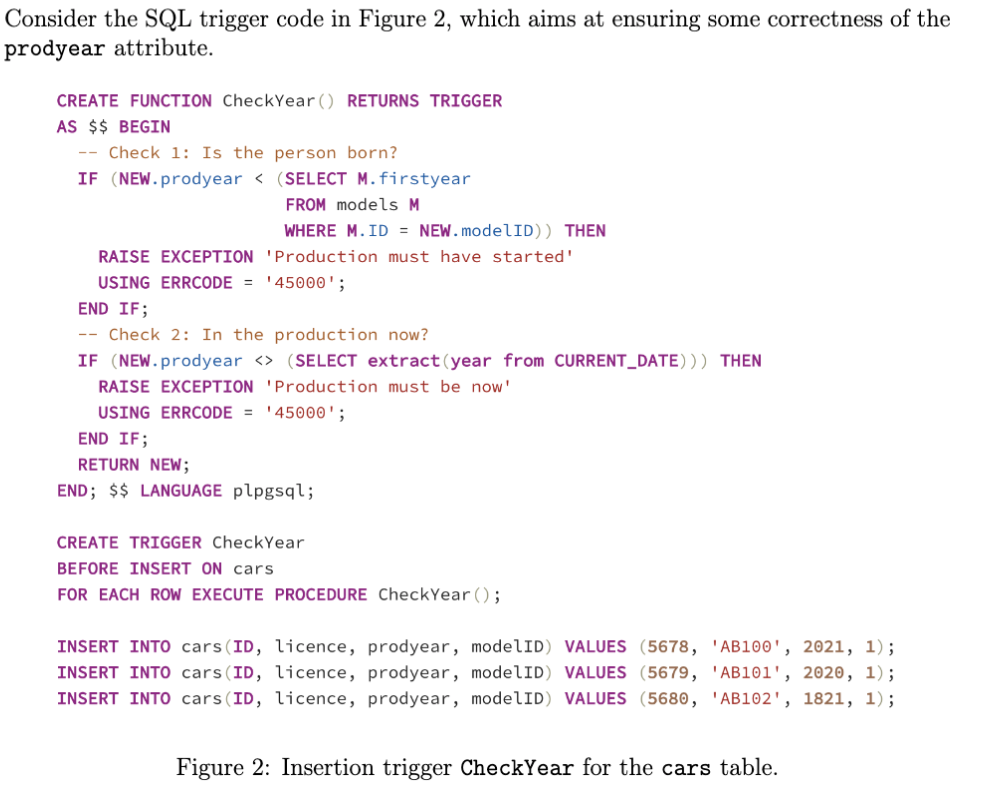 Consider the SQL trigger code in Figure 2, which aims at ensuring some correctness of the
prodyear attribute.
CREATE FUNCTION CheckYear() RETURNS TRIGGER
AS $$ BEGIN
-- Check 1: Is the person born?
IF (NEW.prodyear < (SELECT M.firstyear
FROM models M
WHERE M.ID = NEW.modelID)) THEN
RAISE EXCEPTION 'Production must have started'
USING ERRCODE = '45000';
END IF;
-- Check 2: In the production now?
IF (NEW.prodyear <> (SELECT extract(year from CURRENT_DATE))) THEN
RAISE EXCEPTION 'Production must be now'
USING ERRCODE = '45000';
END IF;
RETURN NEW;
END; $$ LANGUAGE plpgsql;
CREATE TRIGGER CheckYear
BEFORE INSERT ON cars
FOR EACH ROW EXECUTE PROCEDURE CheckYear();
INSERT INTO cars(ID, licence, prodyear, modelID) VALUES (5678, 'AB100', 2021, 1);
INSERT INTO cars(ID, licence, prodyear, modelID) VALUES (5679, 'AB101', 2020, 1);
INSERT INTO cars(ID, licence, prodyear, modelID) VALUES (5680, 'AB102', 1821, 1);
Figure 2: Insertion trigger CheckYear for the cars table.